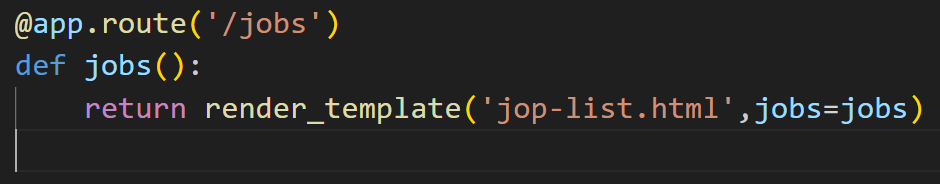 @app.route('/jobs')
def jobs():
return render_template('jop-list.html',jobs=jobs)